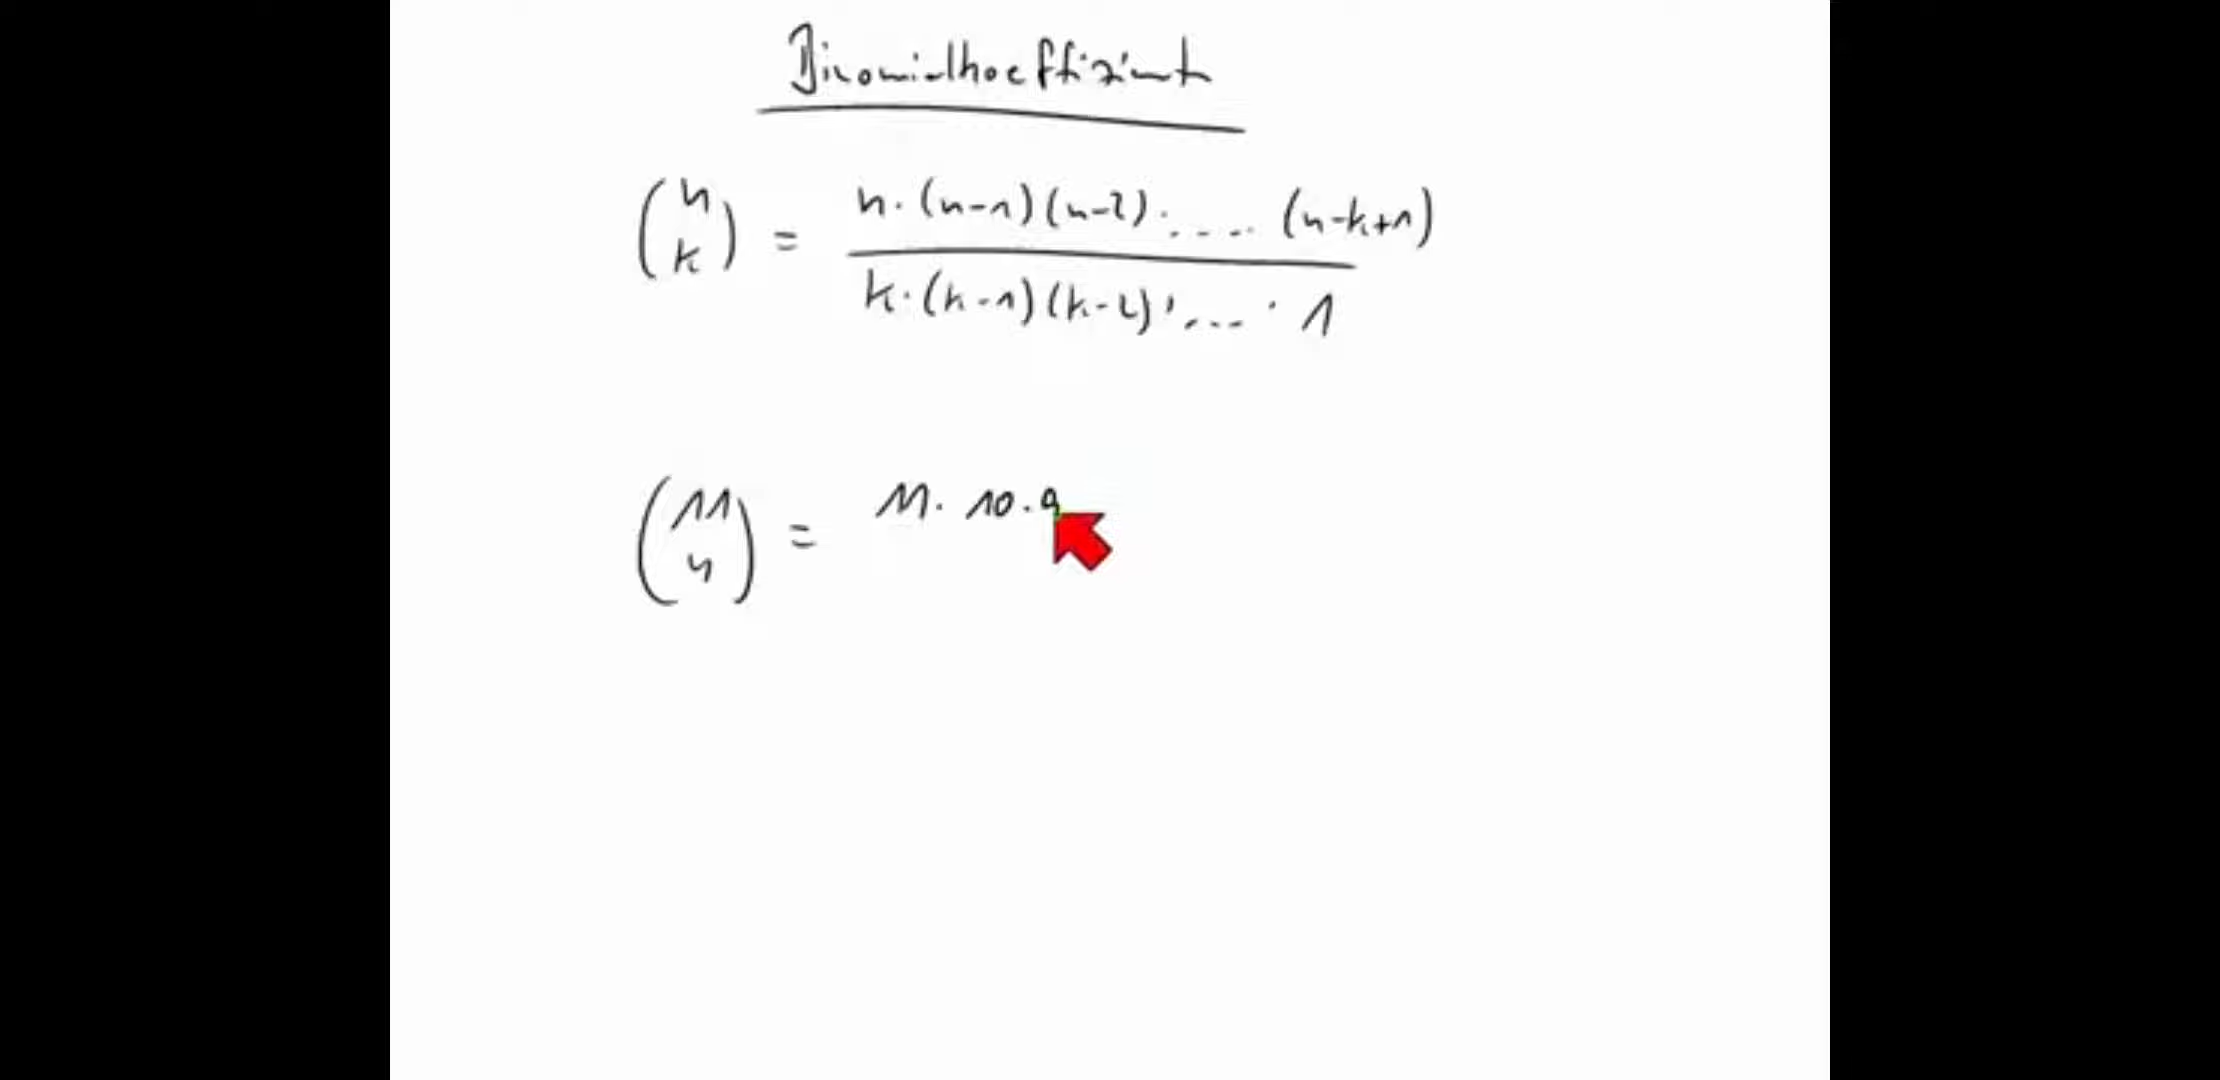 Binomialkoeffizient
(n k) = n·(n-1)(n-2)·....(n-k+1) / k·(k-1)(k-2)·...·1
(11 4) = 11·10·9